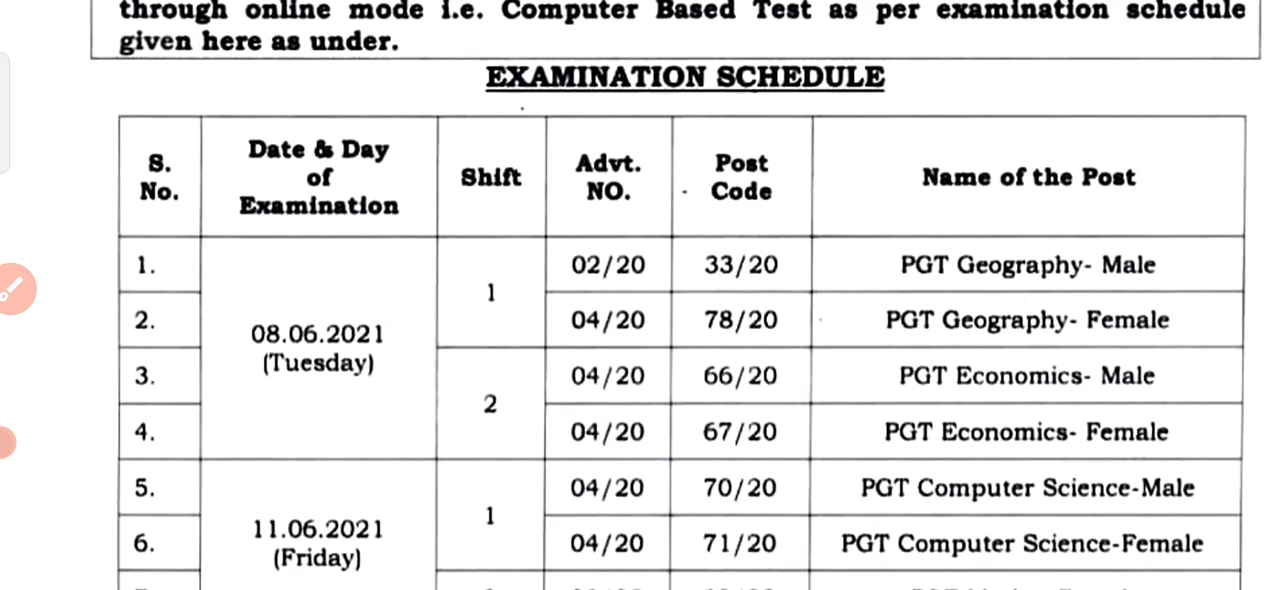 through online mode i.e. Computer Based Test as per examination schedule
given here as under.
EXAMINATION SCHEDULE
S. No. Date & Day of Examination Shift Advt. NO. Post Code Name of the Post
1. 08.06.2021 (Tuesday) 1 02/20 33/20 PGT Geography- Male
2. 04/20 78/20 PGT Geography- Female
3. 2 04/20 66/20 PGT Economics- Male
4. 04/20 67/20 PGT Economics- Female
5. 11.06.2021 (Friday) 1 04/20 70/20 PGT Computer Science-Male
6. 04/20 71/20 PGT Computer Science-Female